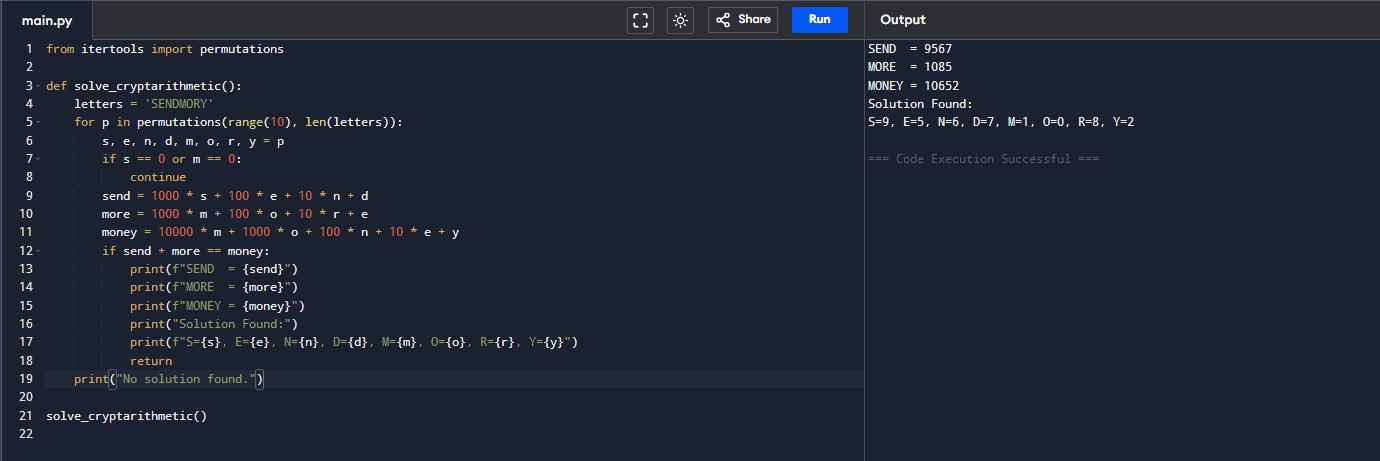 main.py
Share
Run
Output
1 from itertools import permutations
2
3 def solve_cryptarithmetic():
4     letters = 'SENDMORY'
5     for p in permutations(range(10), len(letters)):
6         s, e, n, d, m, o, r, y = p
7         if s == 0 or m == 0:
8             continue
9         send = 1000 * s + 100 * e + 10 * n + d
10         more = 1000 * m + 100 * o + 10 * r + e
11         money = 10000 * m + 1000 * o + 100 * n + 10 * e + y
12         if send + more == money:
13             print(f"SEND  = {send}")
14             print(f"MORE  = {more}")
15             print(f"MONEY = {money}")
16             print("Solution Found:")
17             print(f"S={s}, E={e}, N={n}, D={d}, M={m}, O={o}, R={r}, Y={y}")
18             return
19     print("No solution found.")
20
21 solve_cryptarithmetic()
22
SEND  = 9567
MORE  = 1085
MONEY = 10652
Solution Found:
S=9, E=5, N=6, D=7, M=1, O=0, R=8, Y=2
=== Code Execution Successful ===